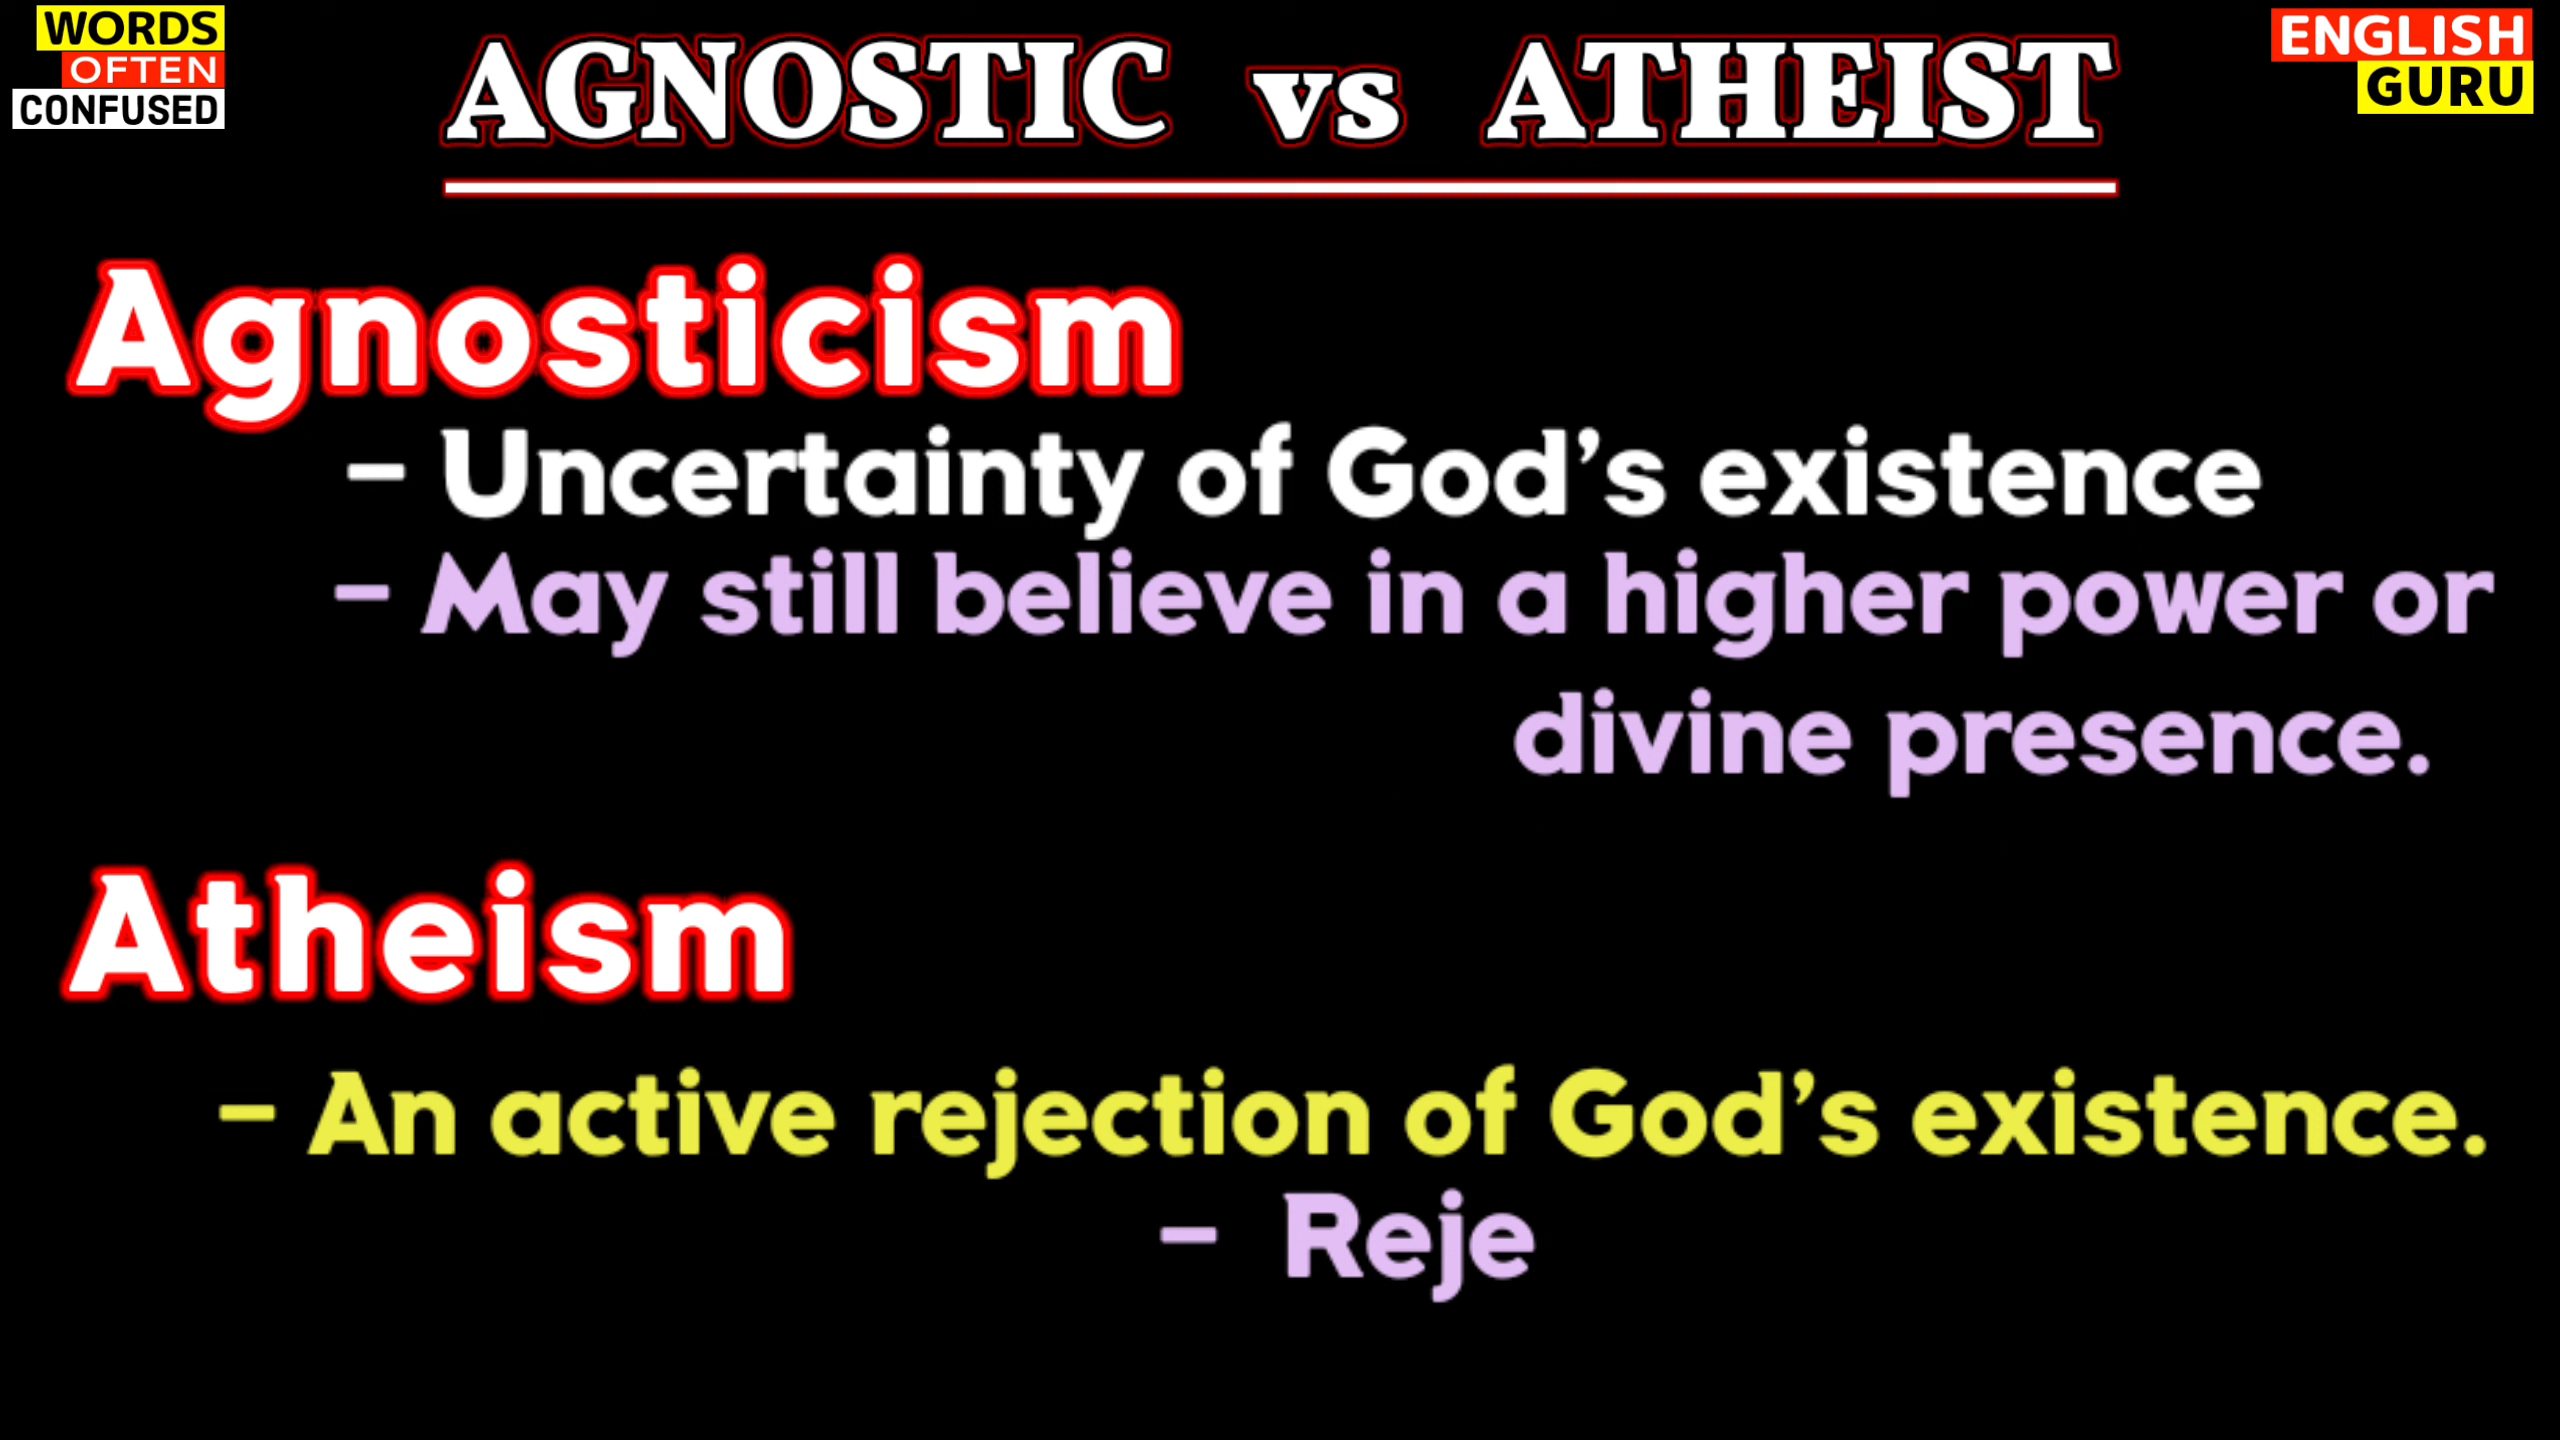 WORDS
OFTEN
CONFUSED
AGNOSTIC vs ATHEIST
ENGLISH
GURU
Agnosticism
- Uncertainty of God's existence
- May still believe in a higher power or
divine presence.
Atheism
- An active rejection of God's existence.
- Reje